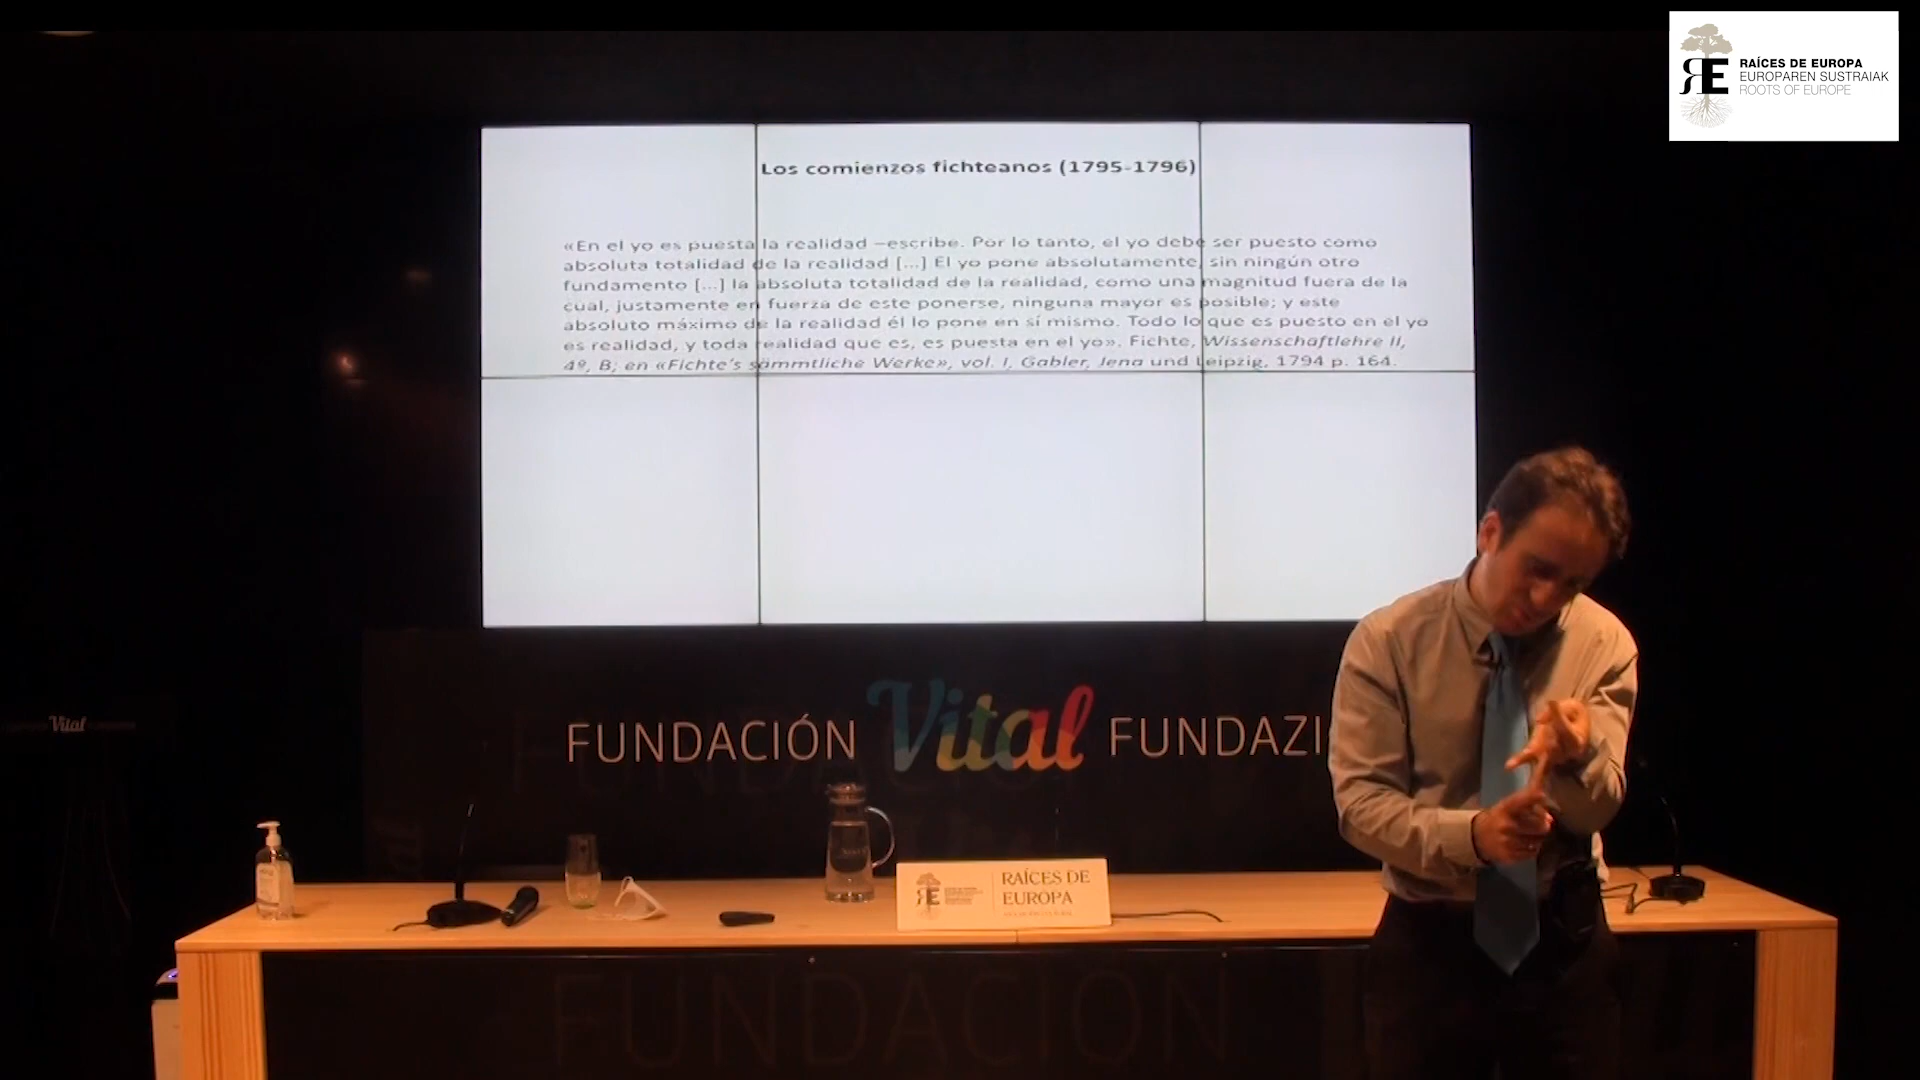 RAÍCES DE EUROPA
EUROPAREN SUSTRAIAK
ROOTS OF EUROPE
Los comienzos fichteanos (1795-1796)
«En el yo es puesta la realidad –escribe. Por lo tanto, el yo debe ser puesto como
absoluta totalidad de la realidad [...] El yo pone absolutamente, sin ningún otro
fundamento [...] la absoluta totalidad de la realidad, como una magnitud fuera de la
cual, justamente en fuerza de este ponerse, ninguna mayor es posible; y este
absoluto máximo de la realidad él lo pone en sí mismo. Todo lo que es puesto en el yo
es realidad, y toda realidad que es, es puesta en el yo». Fichte, Wissenschaftlehre II,
4º, B; en «Fichte's sämmtliche Werke», vol. I, Gabler, Jena und Leipzig, 1794 p. 164.
FUNDACIÓN Vital FUNDAZI
Vital
RAÍCES DE
EUROPA
FUNDACIÓN